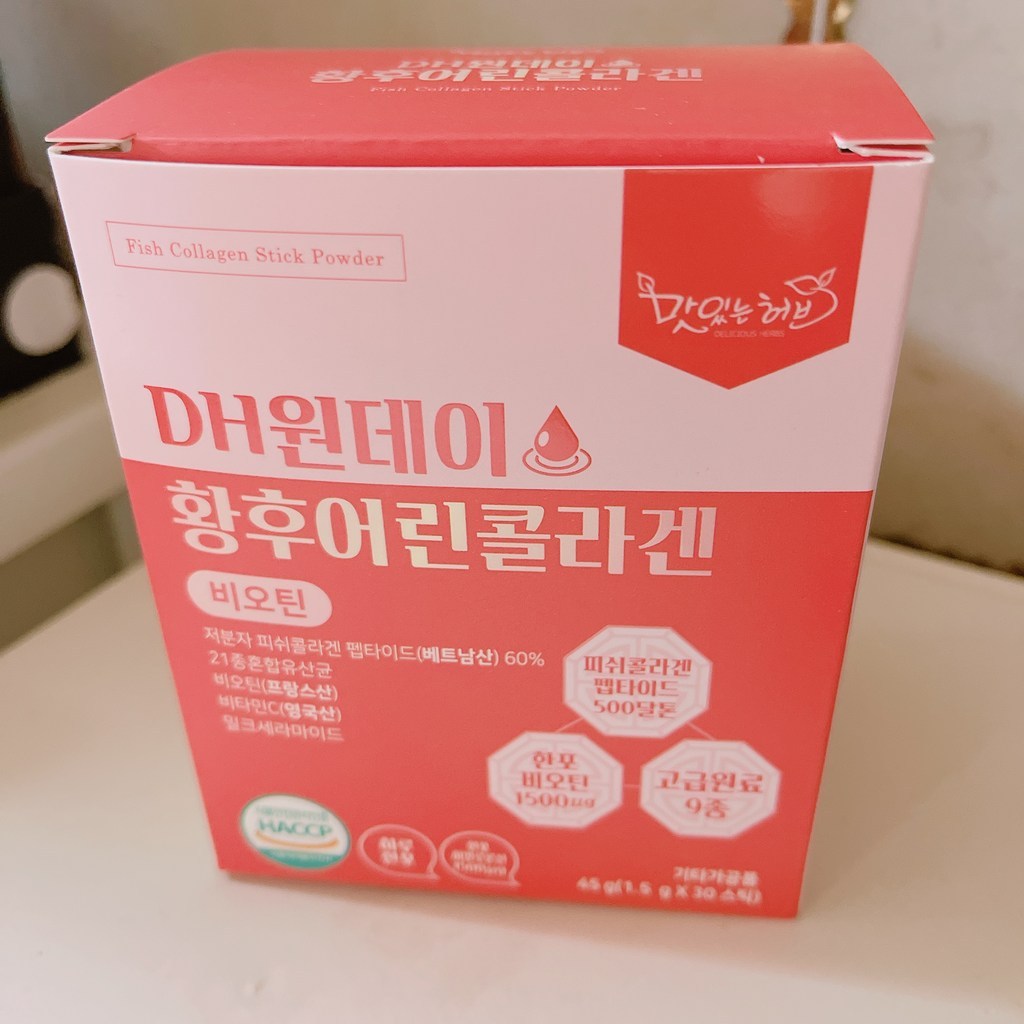 DH원데이
황후어린콜라겐
Fish Collagen Stick Powder
Fish Collagen Stick Powder
맛있는 허브
DELICIOUS HERBS
DH원데이
황후어린콜라겐
비오틴
저분자 피쉬콜라겐 펩타이드(베트남산) 60%
21종혼합유산균
비오틴(프랑스산)
비타민C(영국산)
밀크세라마이드
피쉬콜라겐
펩타이드
500달톤
한포
비오틴
1500μg
고급원료
9종
HACCP
하루
한포
기타가공품
45g(1.5 g X 30 스틱)